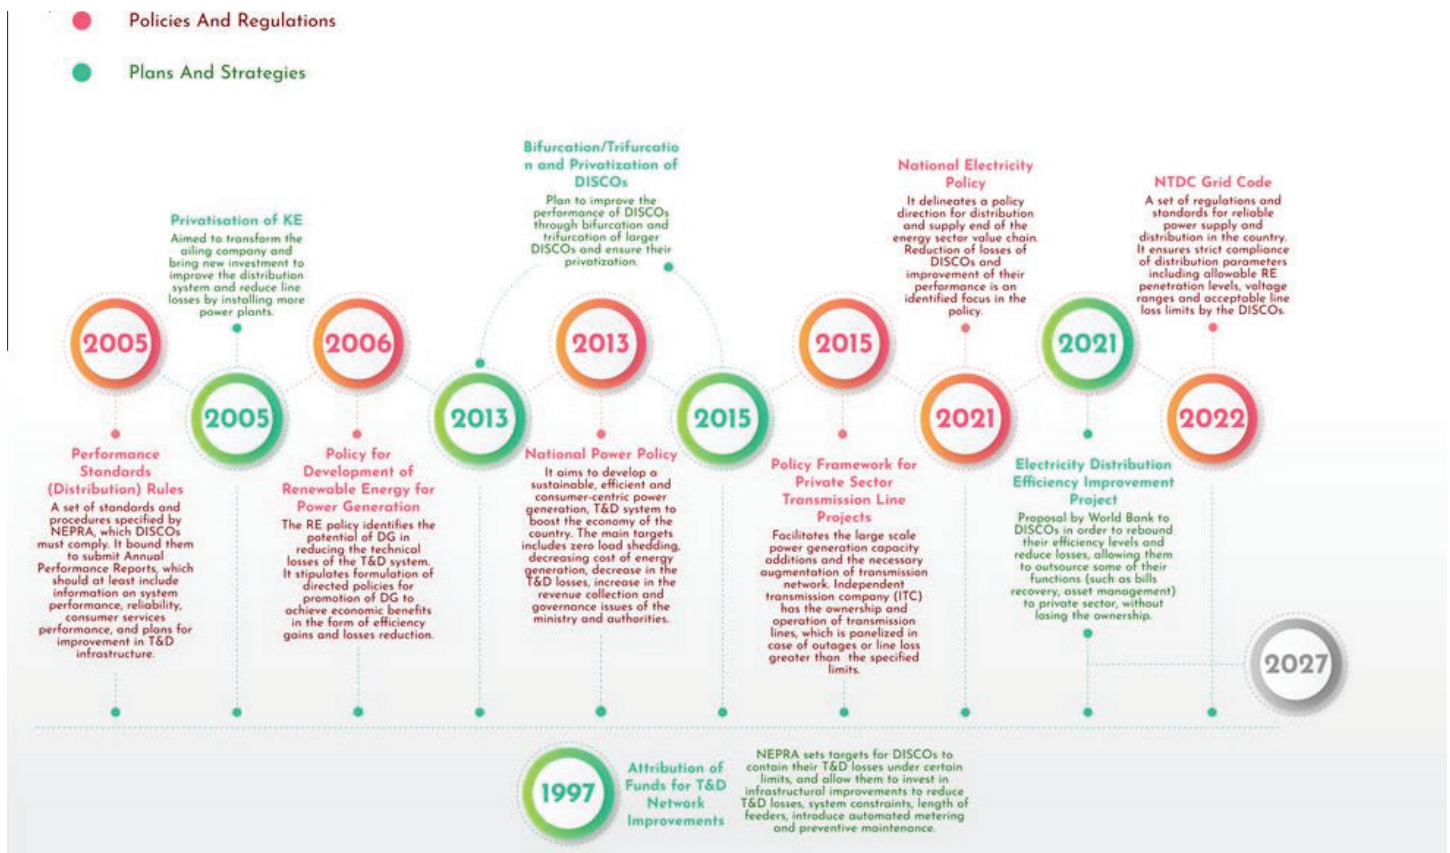 Policies And Regulations
Plans And Strategies
Bifurcation/Trifurcatio
n and Privatization of
DISCOs
Plan to improve the
performance of DISCOs
through bifurcation and
trifurcation of larger
DISCOs and ensure their
privatization.
National Electricity
Policy
It delineates a policy
direction for distribution
and supply end of the
energy sector value chain.
Reduction of losses of
DISCOs and
improvement of their
performance is an
identified focus in the
policy.
NTDC Grid Code
A set of regulations and
standards for reliable
power supply and
distribution in the country.
It ensures strict compliance
of distribution parameters
including allowable RE
penetration levels, voltage
ranges and acceptable line
loss limits by the DISCOs.
Privatisation of KE
Aimed to transform the
ailing company and
bring new investment to
improve the distribution
system and reduce line
losses by installing more
power plants.
2005
2005
2006
2013
2013
2015
2015
2021
2021
2022
Performance
Standards
(Distribution) Rules
A set of standards and
procedures specified by
NEPRA, which DISCOs
must comply. It bound them
to submit Annual
Performance Reports, which
should at least include
information on system
performance, reliability,
consumer services
performance, and plans for
improvement in T&D
infrastructure.
Policy for
Development of
Renewable Energy for
Power Generation
The RE policy identifies the
potential of DG in
reducing the technical
losses of the T&D system.
It stipulates formulation of
directed policies for
promotion of DG to
achieve economic benefits
in the form of efficiency
gains and losses reduction.
National Power Policy
It aims to develop a
sustainable, efficient and
consumer-centric power
generation, T&D system to
boost the economy of the
country. The main targets
includes zero load shedding,
decreasing cost of energy
generation, decrease in the
T&D losses, increase in the
revenue collection and
governance issues of the
ministry and authorities.
Policy Framework for
Private Sector
Transmission Line
Projects
Facilitates the large scale
power generation capacity
additions and the necessary
augmentation of transmission
network. Independent
transmission company (ITC)
has the ownership and
operation of transmission
lines, which is panelized in
case of outages or line loss
greater than the specified
limits.
Electricity Distribution
Efficiency Improvement
Project
Proposal by World Bank to
DISCOs in order to rebound
their efficiency levels and
reduce losses, allowing them
to outsource some of their
functions (such as bills
recovery, asset management)
to private sector, without
losing the ownership.
2027
1997
Attribution of
Funds for T&D
Network
Improvements
NEPRA sets targets for DISCOs to
contain their T&D losses under certain
limits, and allow them to invest in
infrastructural improvements to reduce
T&D losses, system constraints, length of
feeders, introduce automated metering
and preventive maintenance.